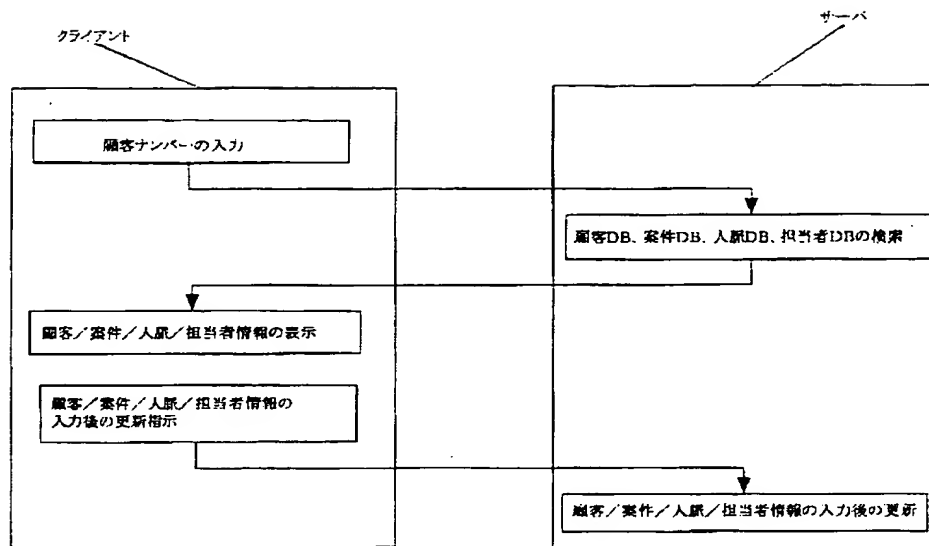 クライアント
サーバ
顧客ナンバーの入力
顧客DB、案件DB、人脈DB、担当者DBの検索
顧客／案件／人脈／担当者情報の表示
顧客／案件／人脈／担当者情報の
入力後の更新指示
顧客／案件／人脈／担当者情報の入力後の更新